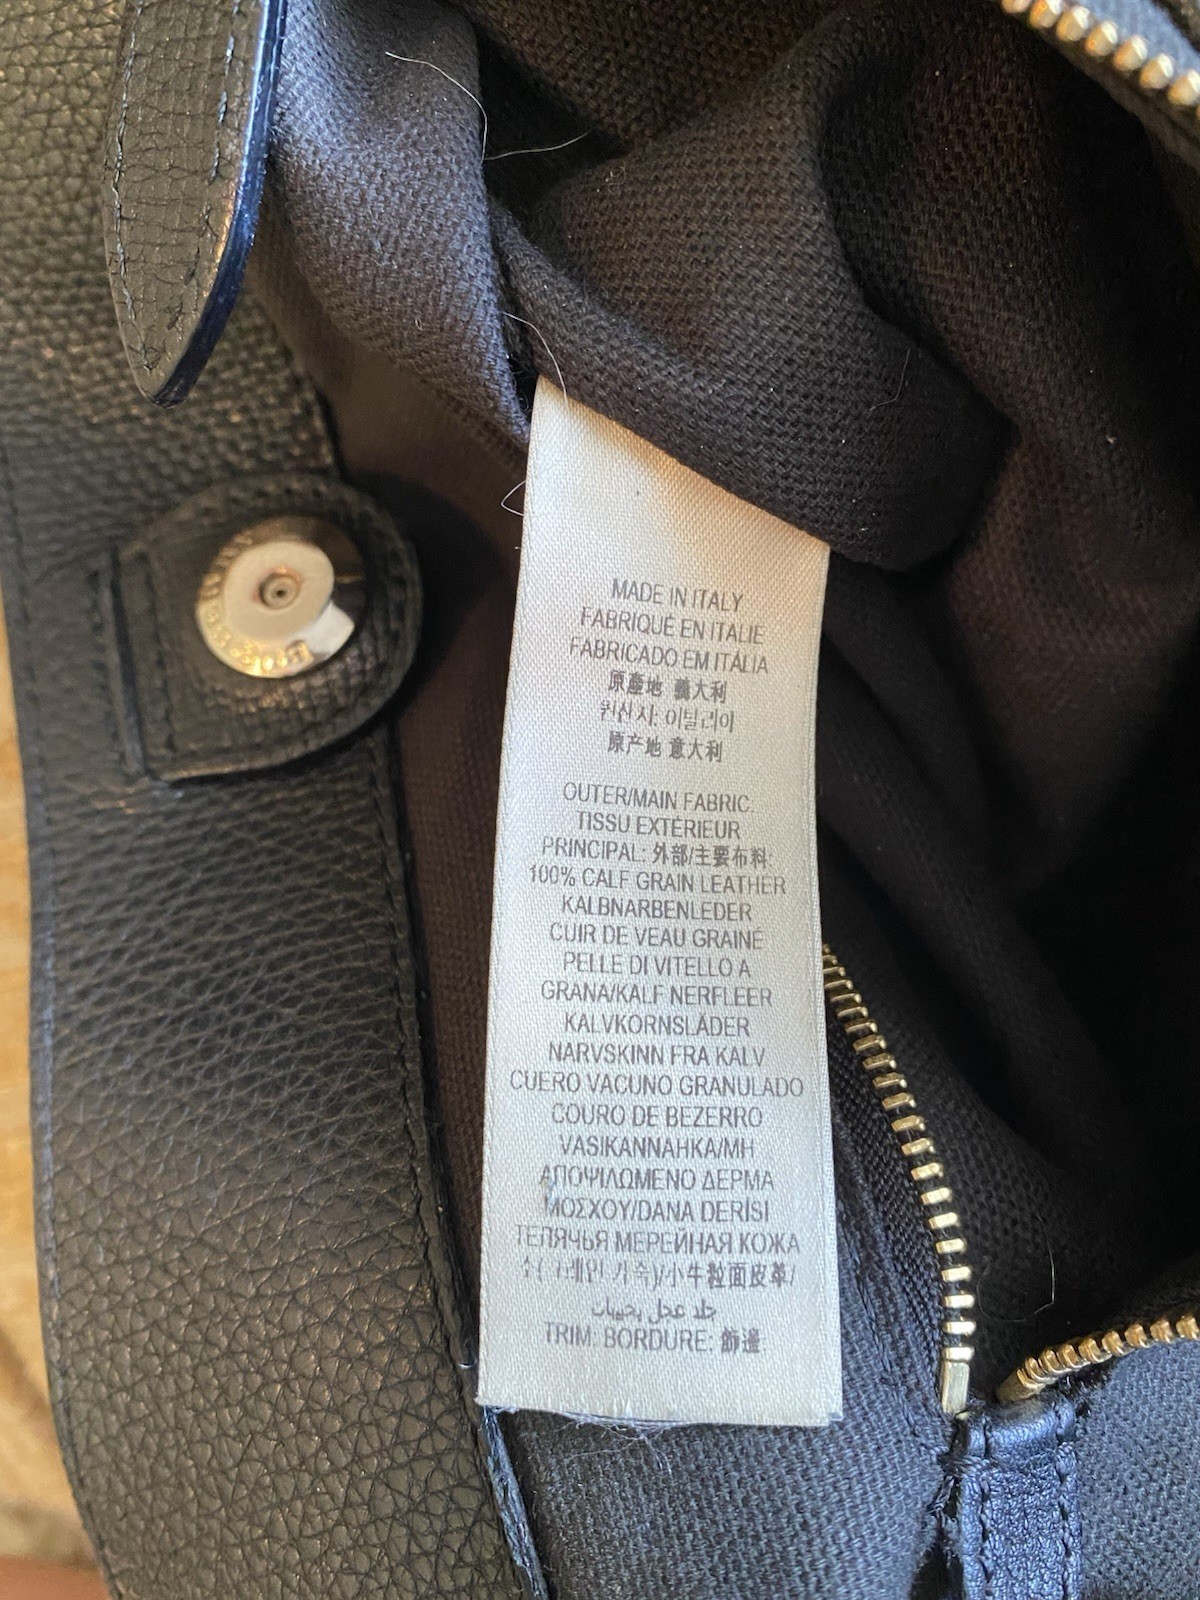 MADE IN ITALY
FABRIQUÉ EN ITALIE
FABRICADO EM ITÁLIA
原產地 義大利
원산지: 이탈리아
原产地 意大利
OUTER/MAIN FABRIC:
TISSU EXTÉRIEUR
PRINCIPAL: 外部/主要布料:
100% CALF GRAIN LEATHER
KALBNARBENLEDER
CUIR DE VEAU GRAINÉ
PELLE DI VITELLO A
GRANA/KALF NERFLEER
KALVKORNSLÄDER
NARVSKINN FRA KALV
CUERO VACUNO GRANULADO
COURO DE BEZERRO
VASIKANNAHKA/MH
ΑΠΟΨΙΛΩΜΕΝΟ ΔΕΡΜΑ
ΜΟΣΧΟΥ/DANA DERİSİ
ТЕЛЯЧЬЯ МЕРЕЙНАЯ КОЖА
가죽)/小牛粒面皮革/
جلد عجل بحبيبات
TRIM: BORDURE: 飾邊: